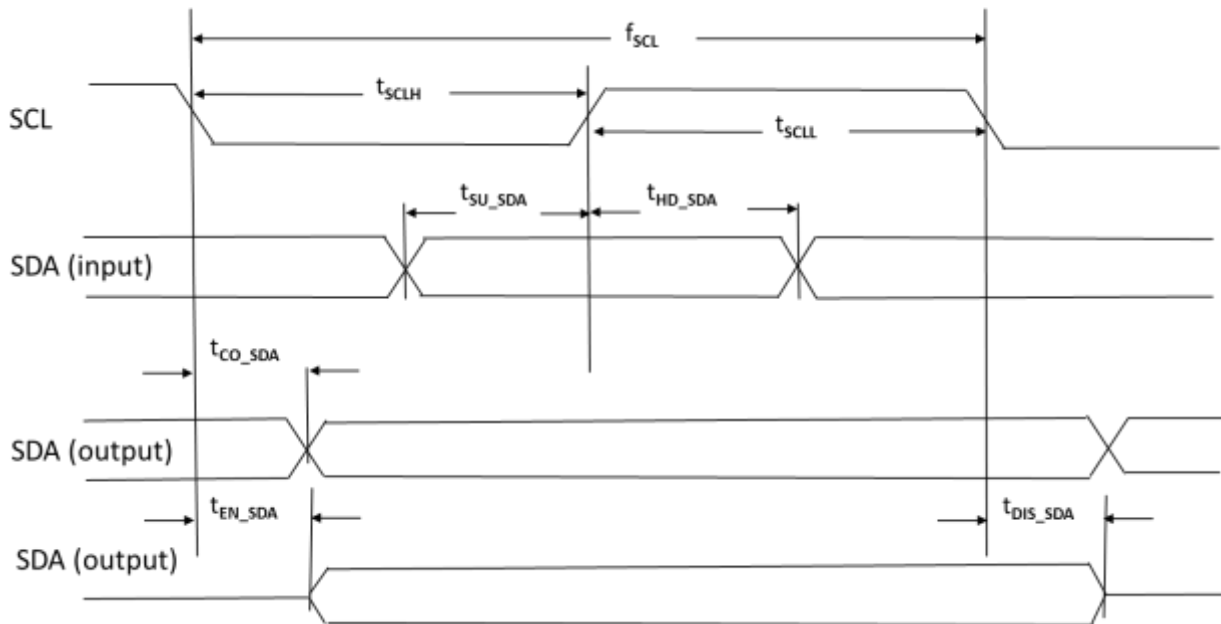 fSCL
SCL
tSCLH
tSCLL
tSU_SDA
tHD_SDA
SDA (input)
tCO_SDA
SDA (output)
tEN_SDA
tDIS_SDA
SDA (output)